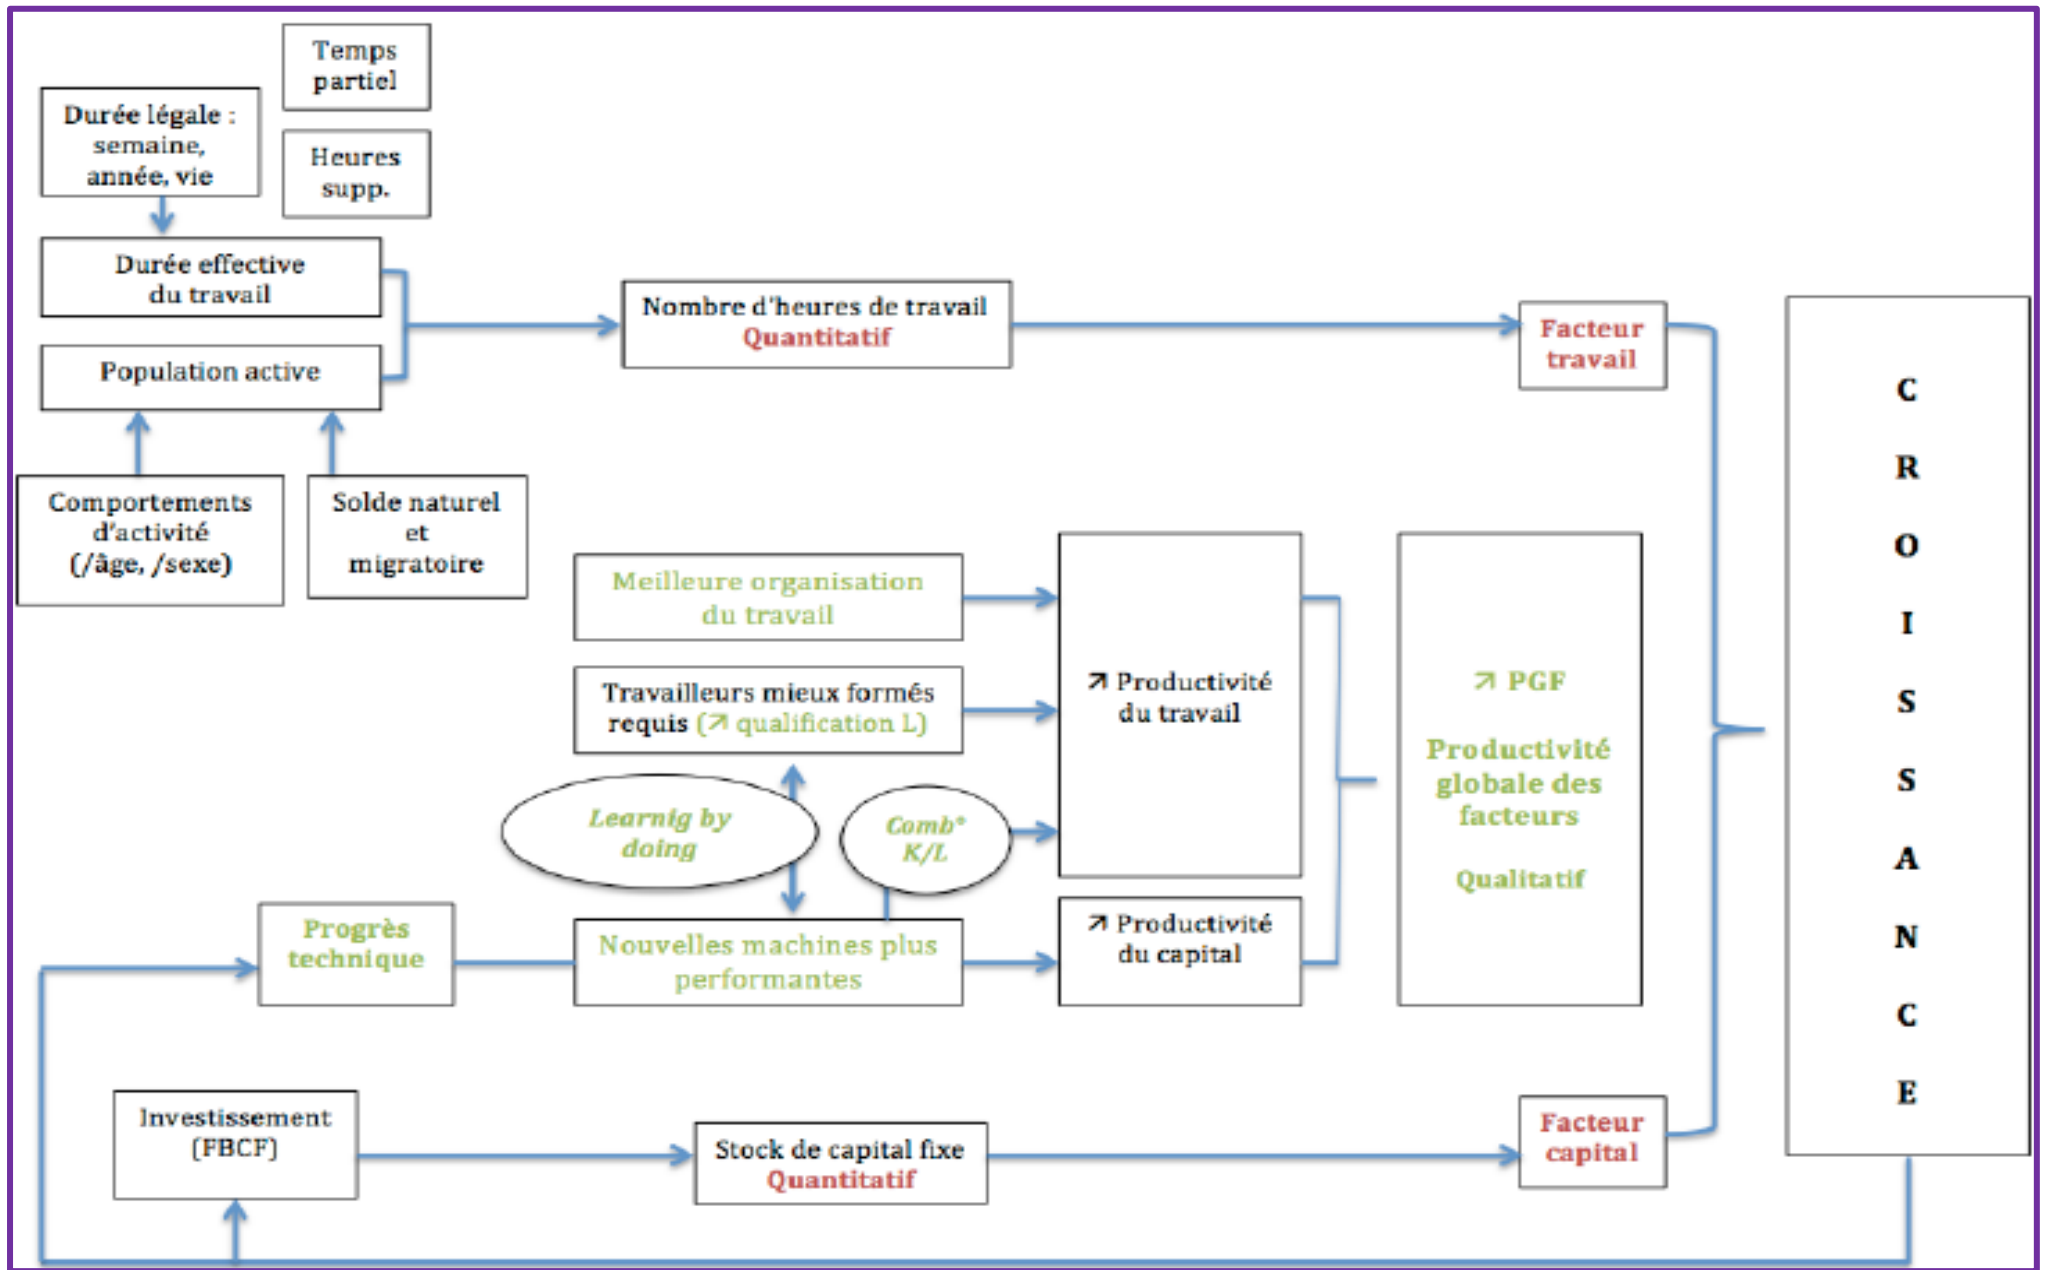 Temps
partiel
Durée légale :
semaine,
année, vie
Heures
supp.
Durée effective
du travail
Population active
Nombre d'heures de travail
Quantitatif
Facteur
travail
Comportements
d'activité
(/âge, /sexe)
Solde naturel
et
migratoire
Meilleure organisation
du travail
Travailleurs mieux formés
requis (↗ qualification L)
Learnig by
doing
Comb°
K/L
↗ Productivité
du travail
↗ PGF
Productivité
globale des
facteurs
Qualitatif
Progrès
technique
Nouvelles machines plus
performantes
↗ Productivité
du capital
Investissement
(FBCF)
Stock de capital fixe
Quantitatif
Facteur
capital
C
R
O
I
S
S
A
N
C
E